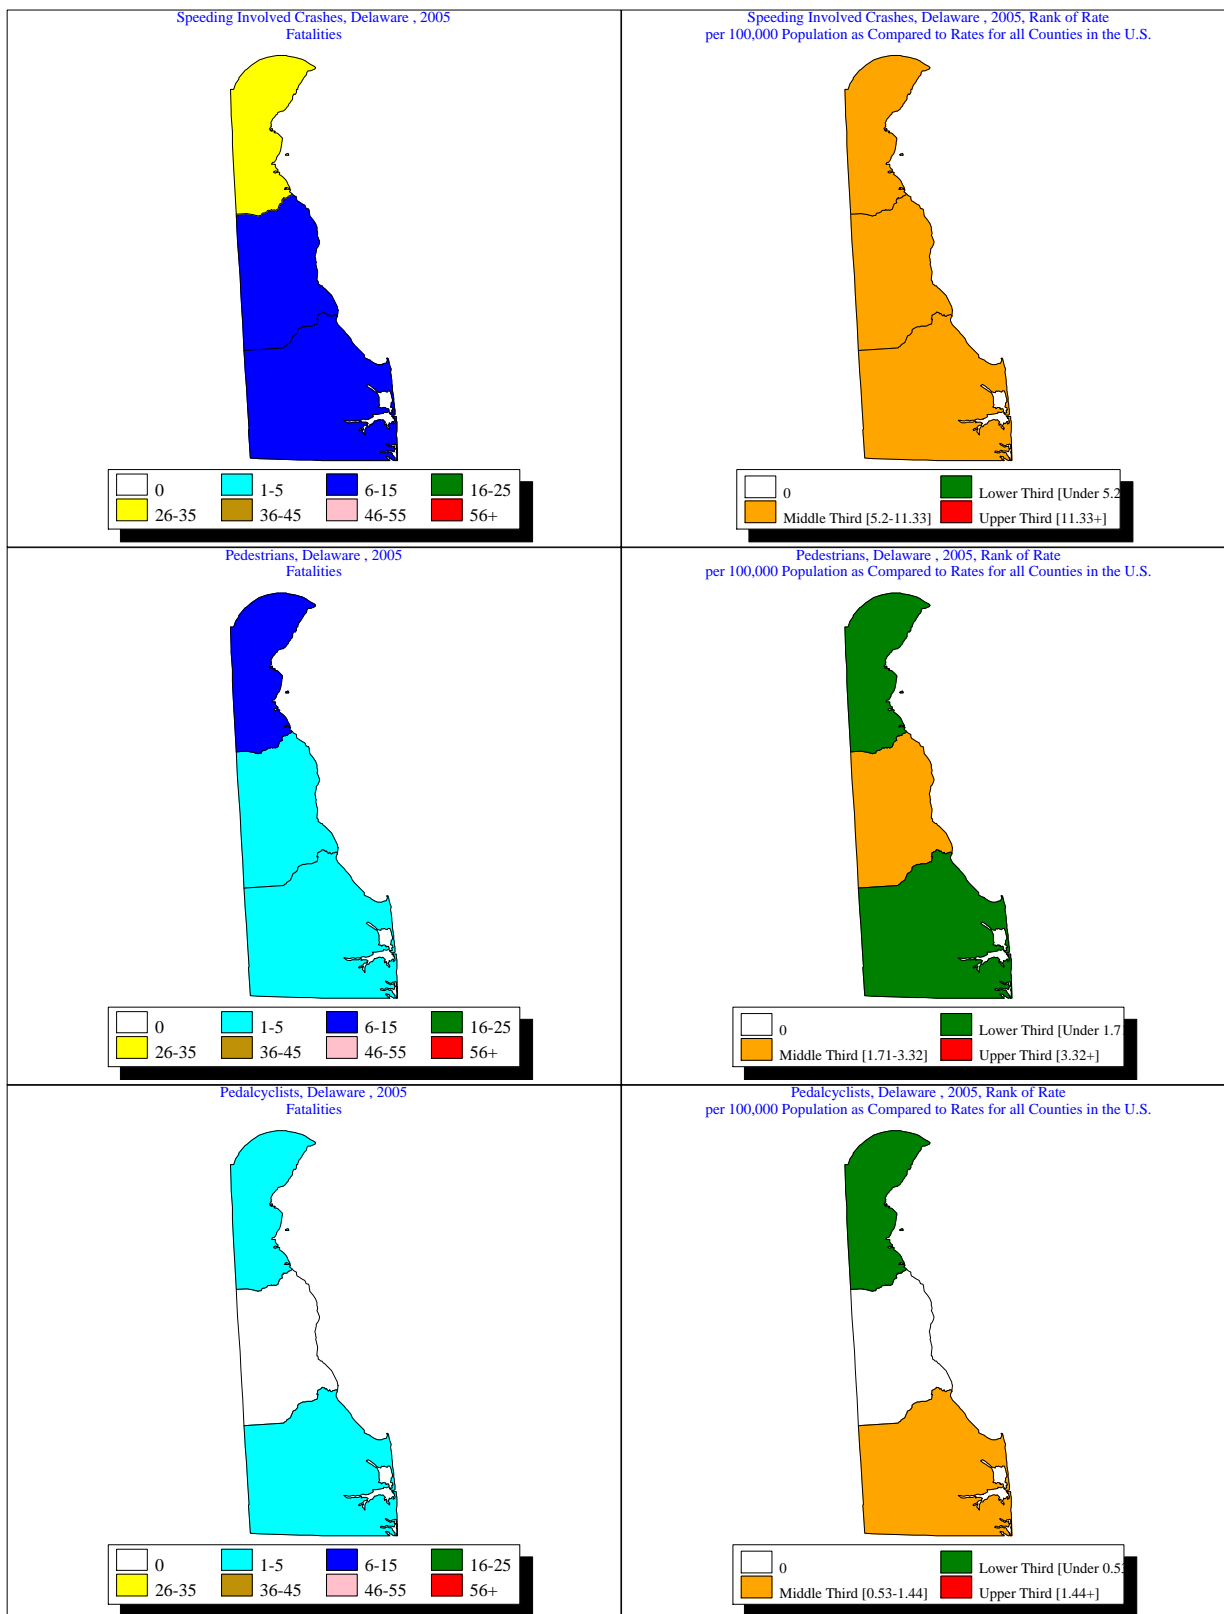 Speeding Involved Crashes, Delaware , 2005
Fatalities
0 1-5 6-15 16-25
26-35 36-45 46-55 56+
Speeding Involved Crashes, Delaware , 2005, Rank of Rate
per 100,000 Population as Compared to Rates for all Counties in the U.S.
0 Lower Third [Under 5.2
Middle Third [5.2-11.33] Upper Third [11.33+]
Pedestrians, Delaware , 2005
Fatalities
0 1-5 6-15 16-25
26-35 36-45 46-55 56+
Pedestrians, Delaware , 2005, Rank of Rate
per 100,000 Population as Compared to Rates for all Counties in the U.S.
0 Lower Third [Under 1.7
Middle Third [1.71-3.32] Upper Third [3.32+]
Pedalcyclists, Delaware , 2005
Fatalities
0 1-5 6-15 16-25
26-35 36-45 46-55 56+
Pedalcyclists, Delaware , 2005, Rank of Rate
per 100,000 Population as Compared to Rates for all Counties in the U.S.
0 Lower Third [Under 0.53
Middle Third [0.53-1.44] Upper Third [1.44+]